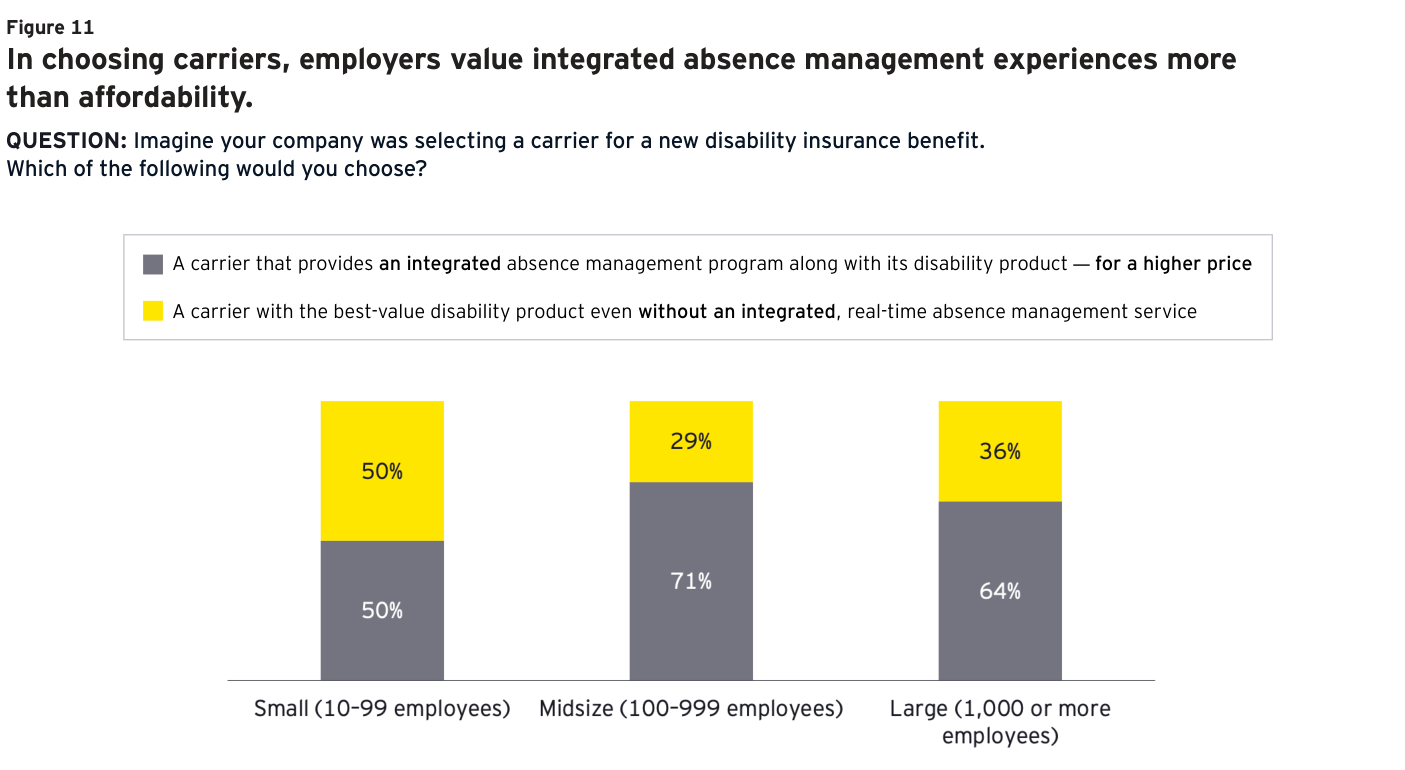 Figure 11
In choosing carriers, employers value integrated absence management experiences more
than affordability.
QUESTION: Imagine your company was selecting a carrier for a new disability insurance benefit.
Which of the following would you choose?
A carrier that provides an integrated absence management program along with its disability product — for a higher price
A carrier with the best-value disability product even without an integrated, real-time absence management service
50%
29%
36%
50%
71%
64%
Small (10–99 employees)
Midsize (100–999 employees)
Large (1,000 or more
employees)